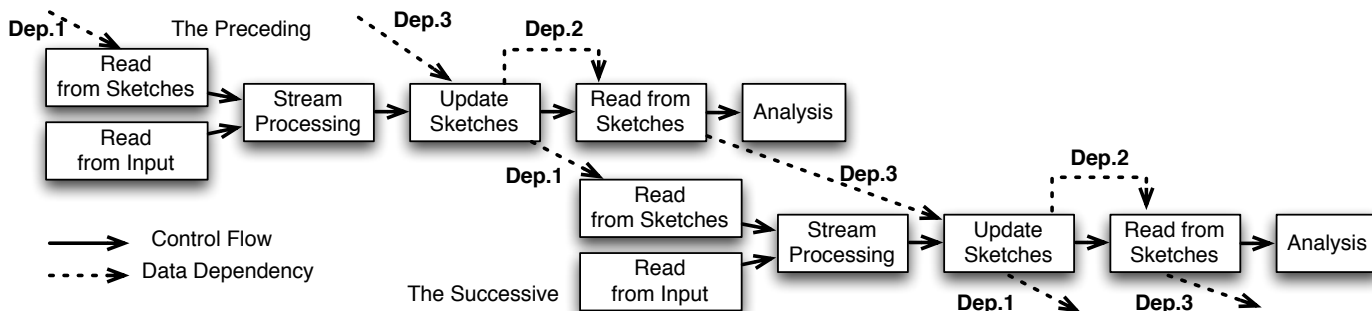 Dep.1
The Preceding
Dep.3
Dep.2
Read
from Sketches
Read
from Input
Stream
Processing
Update
Sketches
Read from
Sketches
Analysis
Dep.1
Dep.3
Dep.2
Read
from Sketches
Read
from Input
Stream
Processing
Update
Sketches
Read from
Sketches
Analysis
Control Flow
Data Dependency
The Successive
Dep.1
Dep.3